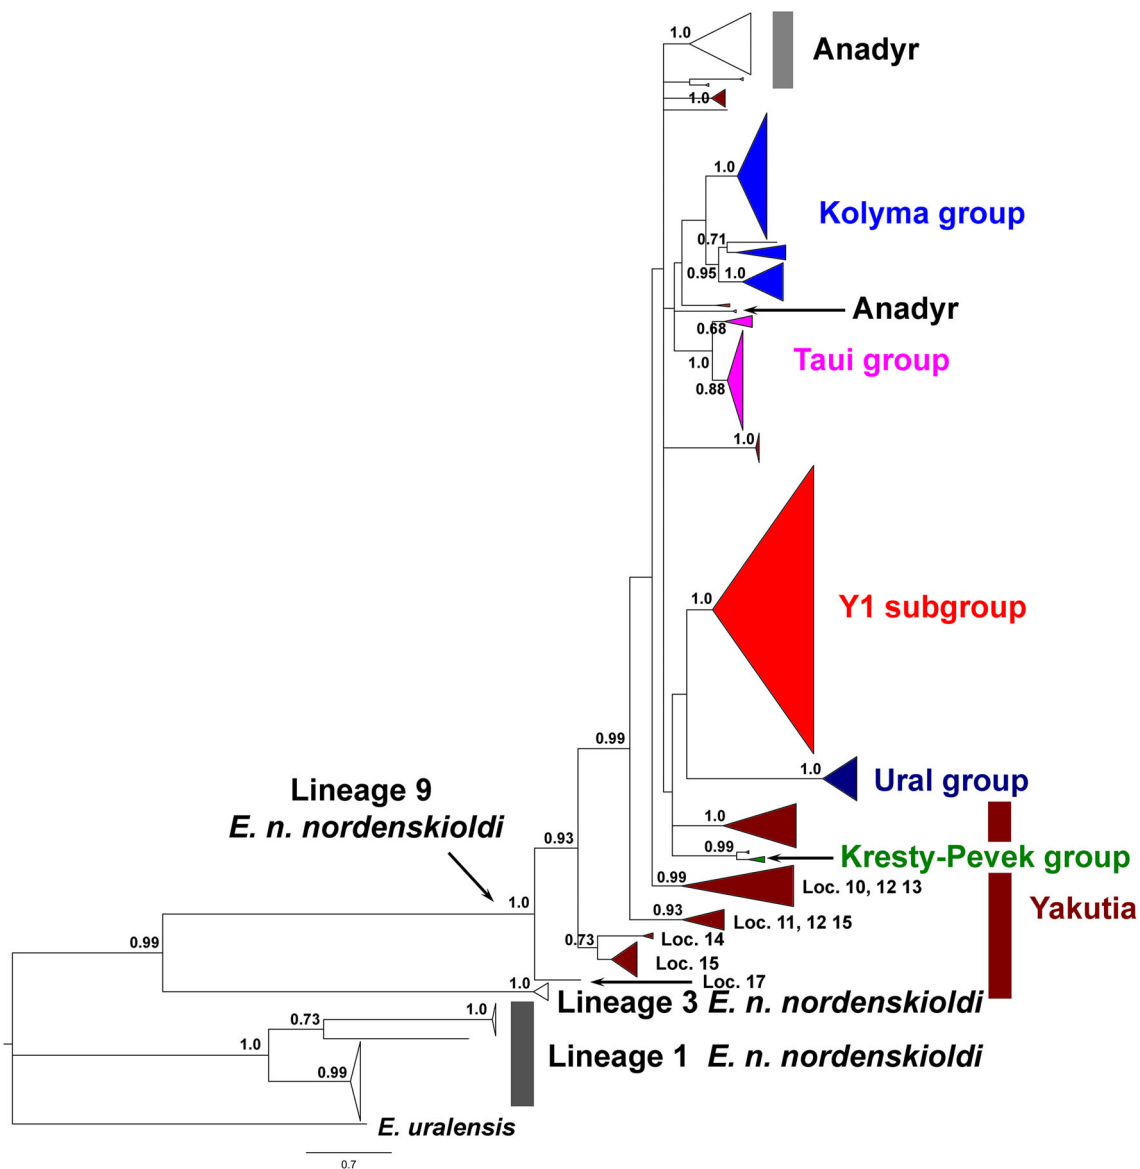 1.0
Anadyr
1.0
1.0
Kolyma group
0.71
0.95
1.0
Anadyr
0.68
Taui group
1.0
0.88
1.0
1.0
Y1 subgroup
0.99
1.0
Ural group
Lineage 9
E. n. nordenskioldi
1.0
0.93
0.99
Kresty-Pevek group
0.99
Loc. 10, 12 13
1.0
0.93
Loc. 11, 12 15
Yakutia
0.99
0.73
Loc. 14
Loc. 15
1.0
Loc. 17
Lineage 3 E. n. nordenskioldi
1.0
0.73
1.0
Lineage 1 E. n. nordenskioldi
0.99
E. uralensis
0.7